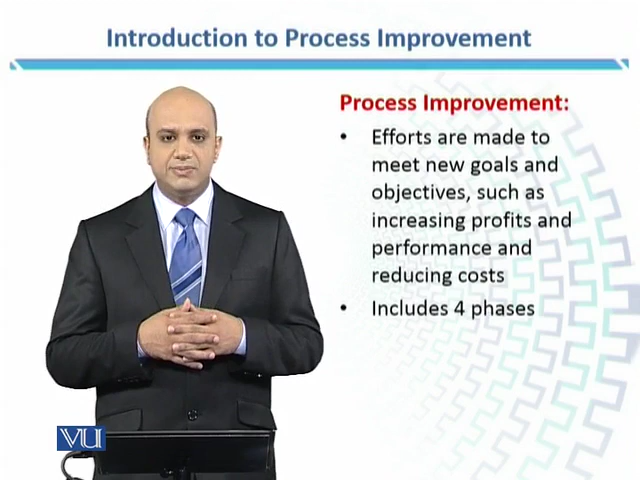 Introduction to Process Improvement
Process Improvement:
• Efforts are made to
meet new goals and
objectives, such as
increasing profits and
performance and
reducing costs
• Includes 4 phases
VU